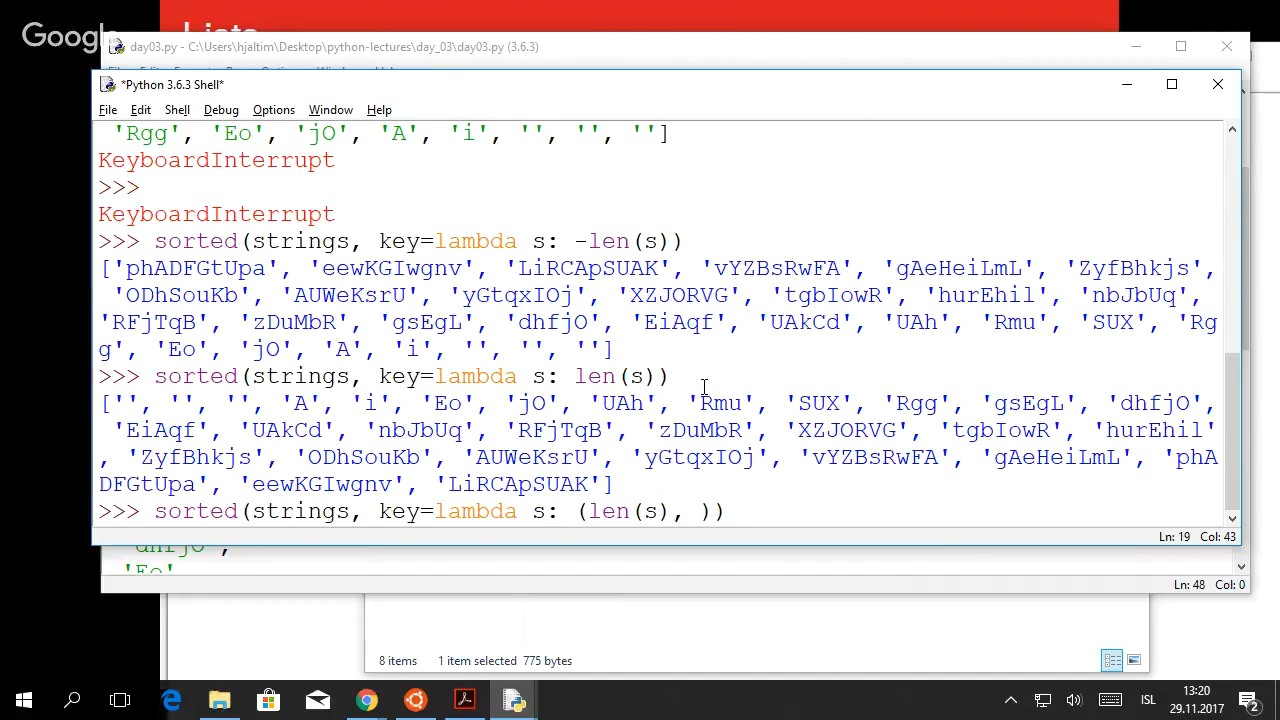 Google
Lists
day03.py - C:\Users\hjaltim\Desktop\python-lectures\day_03\day03.py (3.6.3)
*Python 3.6.3 Shell*
File Edit Shell Debug Options Window Help
'Rgg', 'Eo', 'jO', 'A', 'i', '', '', '']
KeyboardInterrupt
>>>
KeyboardInterrupt
>>> sorted(strings, key=lambda s: -len(s))
['phADFGtUpa', 'eewKGIwgnv', 'LiRCApSUAK', 'vYZBsRwFA', 'gAeHeiLmL', 'ZyfBhkjs',
'ODhSouKb', 'AUWeKsrU', 'yGtqxIOj', 'XZJORVG', 'tgbIowR', 'hurEhil', 'nbJbUq',
'RFjTqB', 'zDuMbR', 'gsEgL', 'dhfjO', 'EiAqf', 'UAkCd', 'UAh', 'Rmu', 'SUX', 'Rg
g', 'Eo', 'jO', 'A', 'i', '', '', '']
>>> sorted(strings, key=lambda s: len(s))
['', '', '', 'A', 'i', 'Eo', 'jO', 'UAh', 'Rmu', 'SUX', 'Rgg', 'gsEgL', 'dhfjO',
'EiAqf', 'UAkCd', 'nbJbUq', 'RFjTqB', 'zDuMbR', 'XZJORVG', 'tgbIowR', 'hurEhil'
, 'ZyfBhkjs', 'ODhSouKb', 'AUWeKsrU', 'yGtqxIOj', 'vYZBsRwFA', 'gAeHeiLmL', 'phA
DFGtUpa', 'eewKGIwgnv', 'LiRCApSUAK']
>>> sorted(strings, key=lambda s: (len(s), ))
Ln: 19 Col: 43
'dhfjO',
'Eo'
Ln: 48 Col: 0
8 items 1 item selected 775 bytes
ISL
13:20
29.11.2017
2